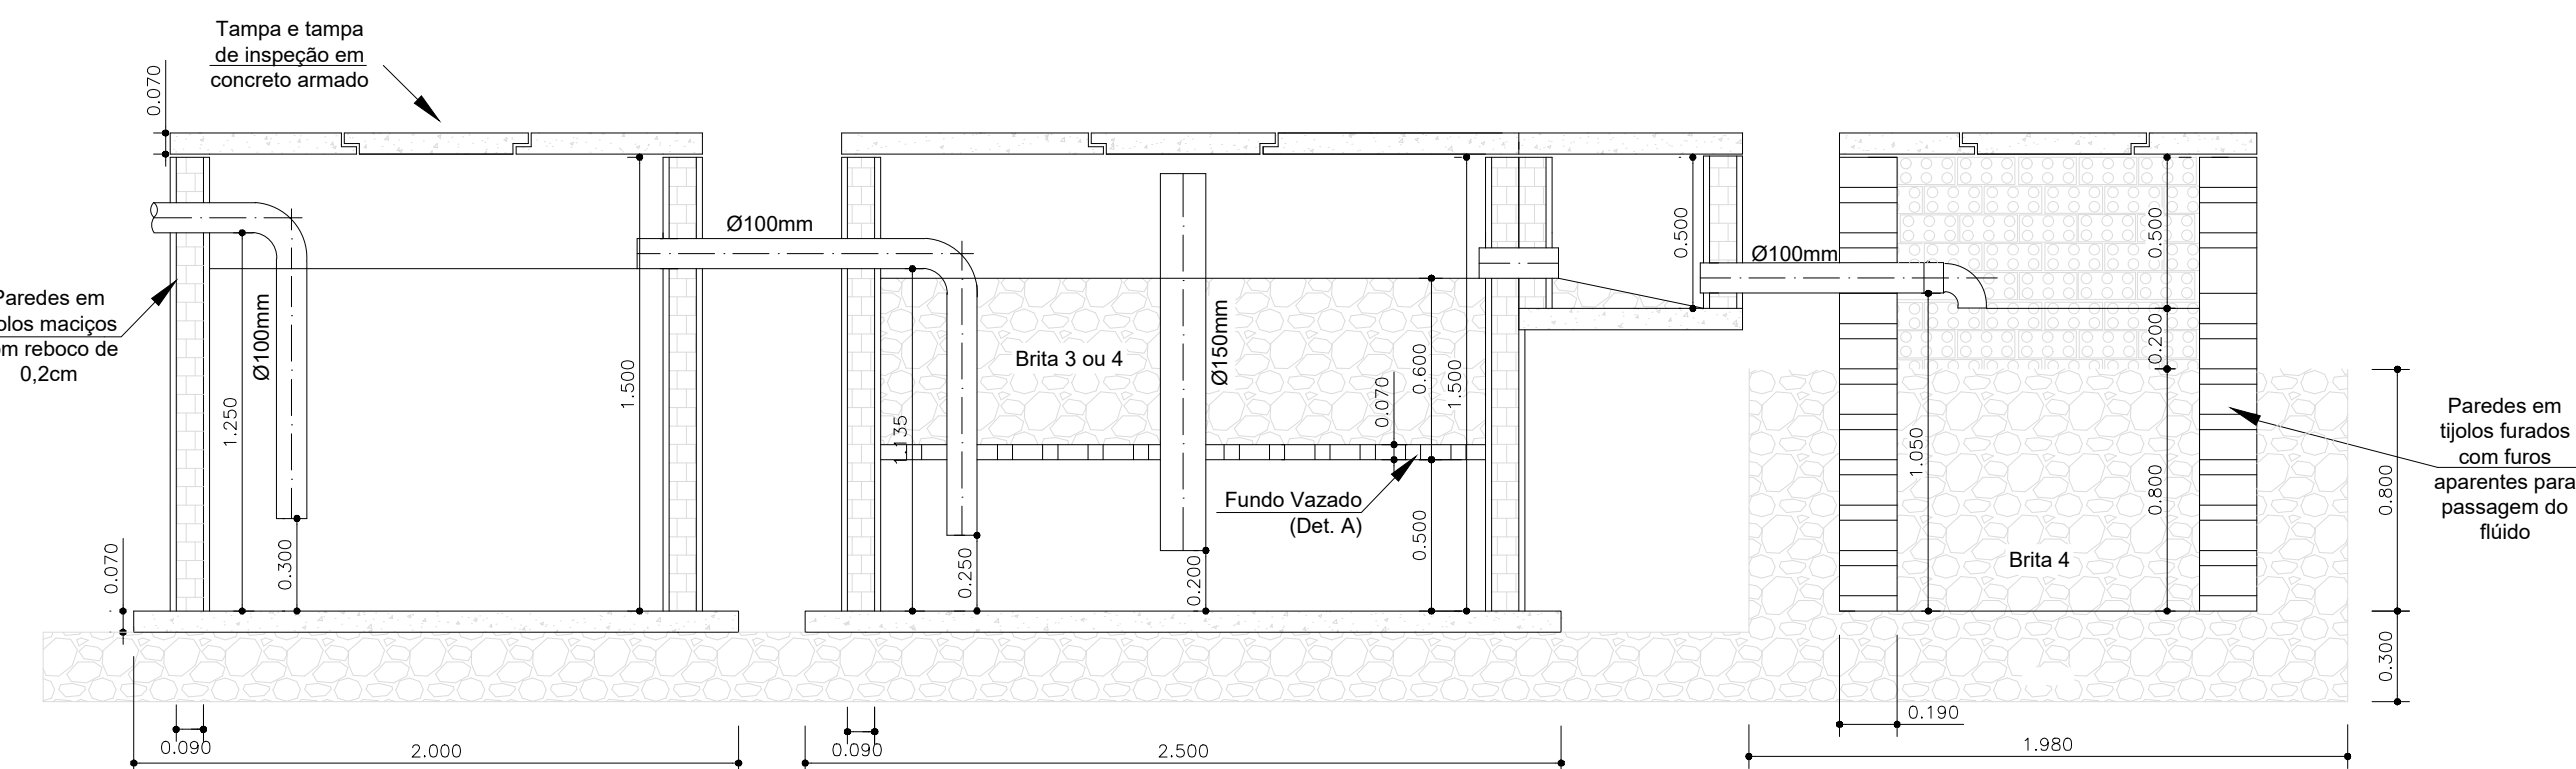 Tampa e tampa
de inspeção em
concreto armado
0.070
Paredes em
olos maciços
om reboco de
0,2cm
Ø100mm
1.250
0.300
1.500
0.070
0.090
2.000
Ø100mm
Brita 3 ou 4
Ø150mm
1.135
0.250
0.200
0.070
0.600
1.500
0.500
Fundo Vazado
(Det. A)
0.090
2.500
0.500
Ø100mm
0.500
0.200
1.050
0.800
Brita 4
0.190
1.980
0.800
0.300
Paredes em
tijolos furados
com furos
aparentes para
passagem do
flúido